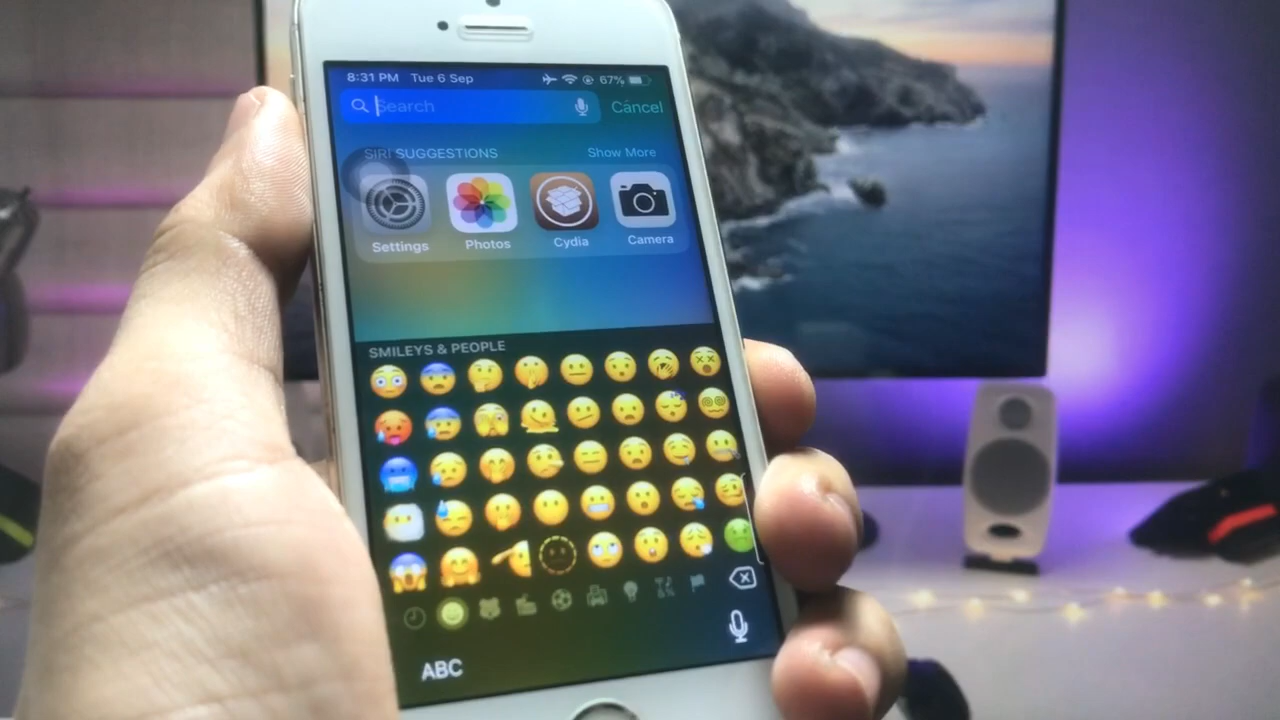 8:31 PM Tue 6 Sep 67%
Search Cancel
SIRI SUGGESTIONS Show More
Settings Photos Cydia Camera
SMILEYS & PEOPLE
ABC